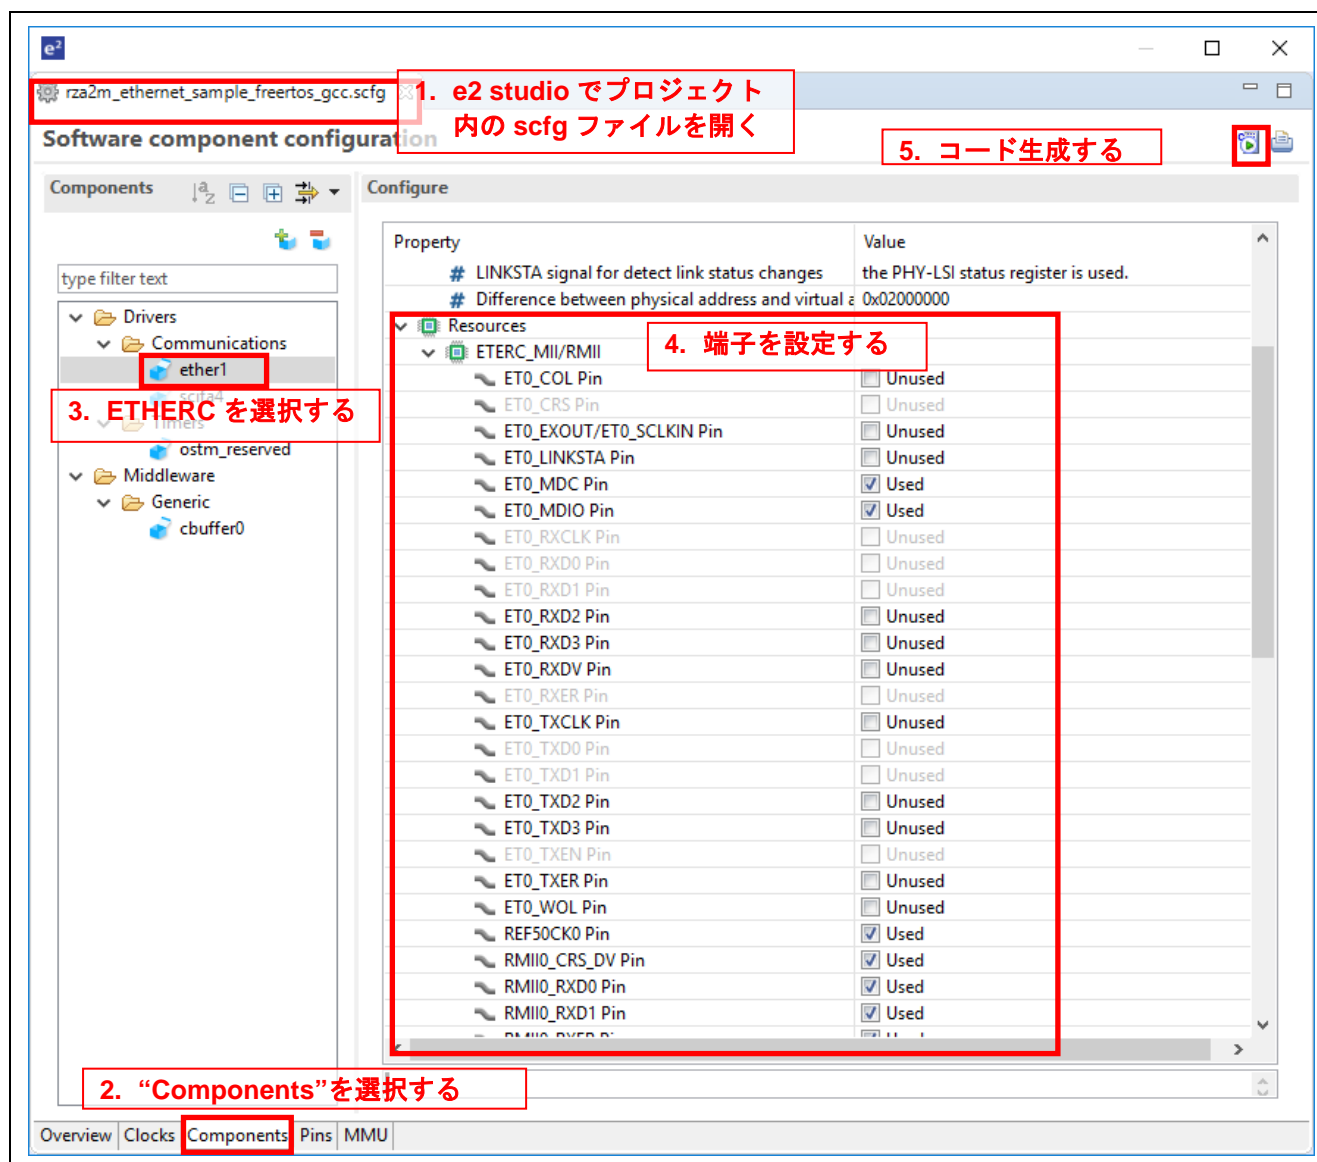 e²
rza2m_ethernet_sample_freertos_gcc.scfg
1. e2 studio でプロジェクト
内の scfg ファイルを開く
Software component configuration
5. コード生成する
Components
Configure
type filter text
Drivers
Communications
ether1
scifa4
3. ETHERC を選択する
Timers
ostm_reserved
Middleware
Generic
cbuffer0
Property Value
# LINKSTA signal for detect link status changes the PHY-LSI status register is used.
# Difference between physical address and virtual a 0x02000000
Resources
4. 端子を設定する
ETERC_MII/RMII
ET0_COL Pin Unused
ET0_CRS Pin Unused
ET0_EXOUT/ET0_SCLKIN Pin Unused
ET0_LINKSTA Pin Unused
ET0_MDC Pin Used
ET0_MDIO Pin Used
ET0_RXCLK Pin Unused
ET0_RXD0 Pin Unused
ET0_RXD1 Pin Unused
ET0_RXD2 Pin Unused
ET0_RXD3 Pin Unused
ET0_RXDV Pin Unused
ET0_RXER Pin Unused
ET0_TXCLK Pin Unused
ET0_TXD0 Pin Unused
ET0_TXD1 Pin Unused
ET0_TXD2 Pin Unused
ET0_TXD3 Pin Unused
ET0_TXEN Pin Unused
ET0_TXER Pin Unused
ET0_WOL Pin Unused
REF50CK0 Pin Used
RMII0_CRS_DV Pin Used
RMII0_RXD0 Pin Used
RMII0_RXD1 Pin Used
2. “Components”を選択する
Overview Clocks Components Pins MMU